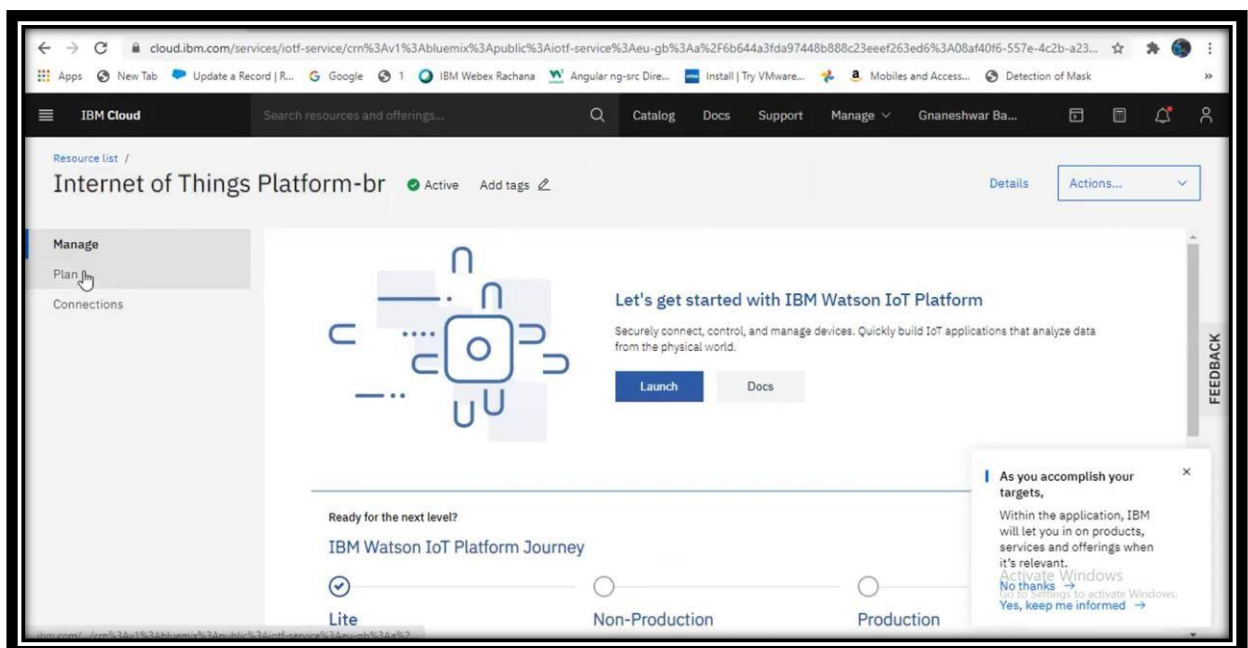 cloud.ibm.com/services/iotf-service/crn%3Av1%3Abluemix%3Apublic%3Aiotf-service%3Aeu-gb%3Aa%2F6b644a3fda97448b888c23eeef263ed6%3A08af40f6-557e-4c2b-a23...
Apps New Tab Update a Record | R... Google 1 IBM Webex Rachana Angular ng-src Dire... Install | Try VMware... Mobiles and Access... Detection of Mask »
IBM Cloud Search resources and offerings... Catalog Docs Support Manage Gnaneshwar Ba...
Resource list /
Internet of Things Platform-br Active Add tags Details Actions...
Manage
Plan
Connections
Let's get started with IBM Watson IoT Platform
Securely connect, control, and manage devices. Quickly build IoT applications that analyze data
from the physical world.
Launch Docs
FEEDBACK
Ready for the next level?
IBM Watson IoT Platform Journey
Lite Non-Production Production
As you accomplish your
targets,
Within the application, IBM
will let you in on products,
services and offerings when
it's relevant.
Activate Windows
No thanks →
Go to Settings to activate Windows.
Yes, keep me informed →